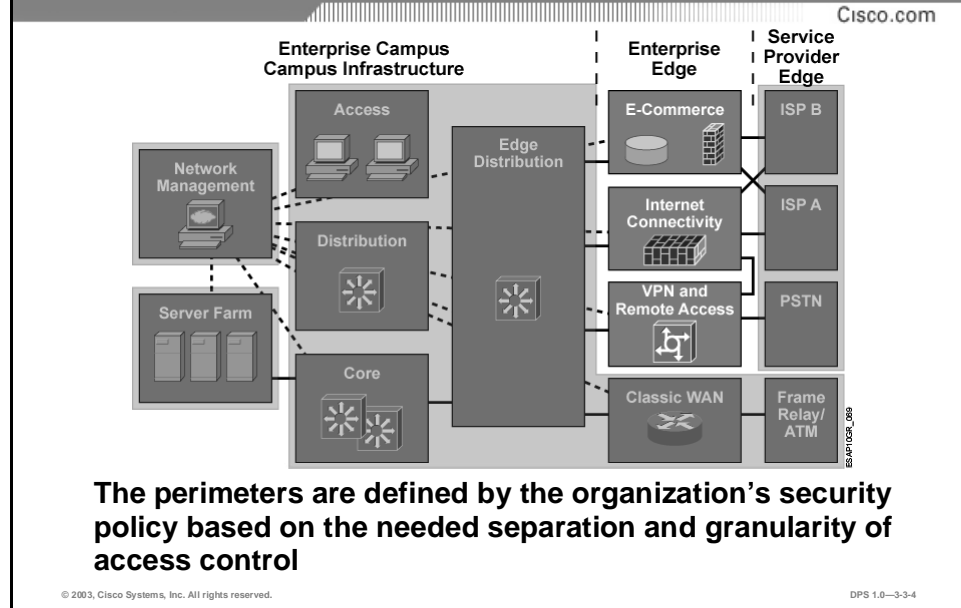 Cisco.com
Enterprise Campus
Campus Infrastructure
Enterprise
Edge
Service
Provider
Edge
Network
Management
Server Farm
Access
Distribution
Core
Edge
Distribution
E-Commerce
Internet
Connectivity
VPN and
Remote Access
Classic WAN
ISP B
ISP A
PSTN
Frame
Relay/
ATM
ESAP10GR_069
The perimeters are defined by the organization's security
policy based on the needed separation and granularity of
access control
© 2003, Cisco Systems, Inc. All rights reserved.
DPS 1.0—3-3-4